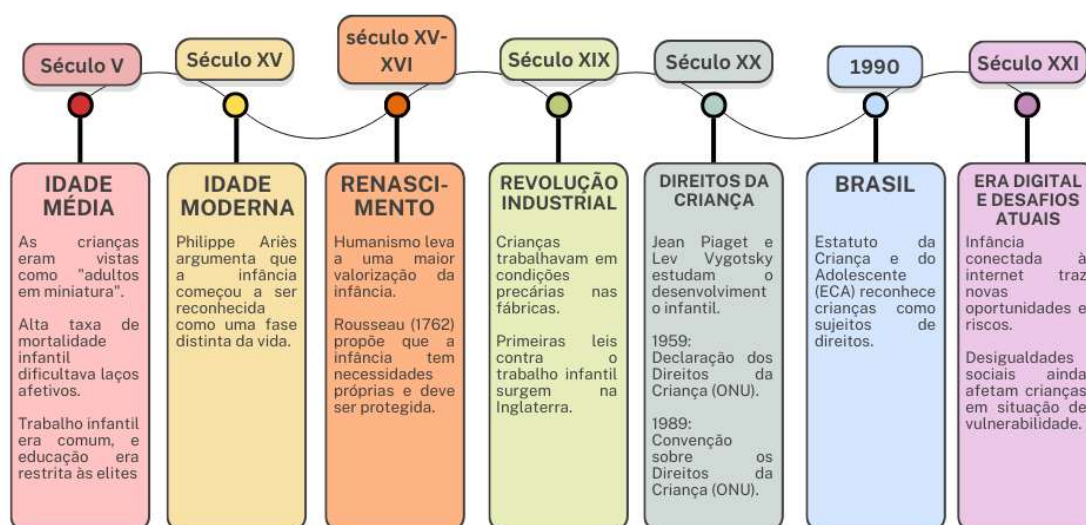 Século V
IDADE
MÉDIA
As crianças
eram vistas
como "adultos
em miniatura".
Alta taxa de
mortalidade
infantil
dificultava laços
afetivos.
Trabalho infantil
era comum, e
educação era
restrita às elites
Século XV
IDADE
MODERNA
Philippe Ariès
argumenta que
a infância
começou a ser
reconhecida
como uma fase
distinta da vida.
século XV-
XVI
RENASCI-
MENTO
Humanismo leva
a uma maior
valorização da
infância.
Rousseau (1762)
propõe que a
infância tem
necessidades
próprias e deve
ser protegida.
Século XIX
REVOLUÇÃO
INDUSTRIAL
Crianças
trabalhavam em
condições
precárias nas
fábricas.
Primeiras leis
contra o
trabalho infantil
surgem na
Inglaterra.
Século XX
DIREITOS DA
CRIANÇA
Jean Piaget e
Lev Vygotsky
estudam o
desenvolviment
o infantil.
1959:
Declaração dos
Direitos da
Criança (ONU).
1989:
Convenção
sobre os
Direitos da
Criança (ONU).
1990
BRASIL
Estatuto da
Criança e do
Adolescente
(ECA) reconhece
crianças como
sujeitos de
direitos.
Século XXI
ERA DIGITAL
E DESAFIOS
ATUAIS
Infância
conectada à
internet traz
novas
oportunidades e
riscos.
Desigualdades
sociais ainda
afetam crianças
em situação de
vulnerabilidade.